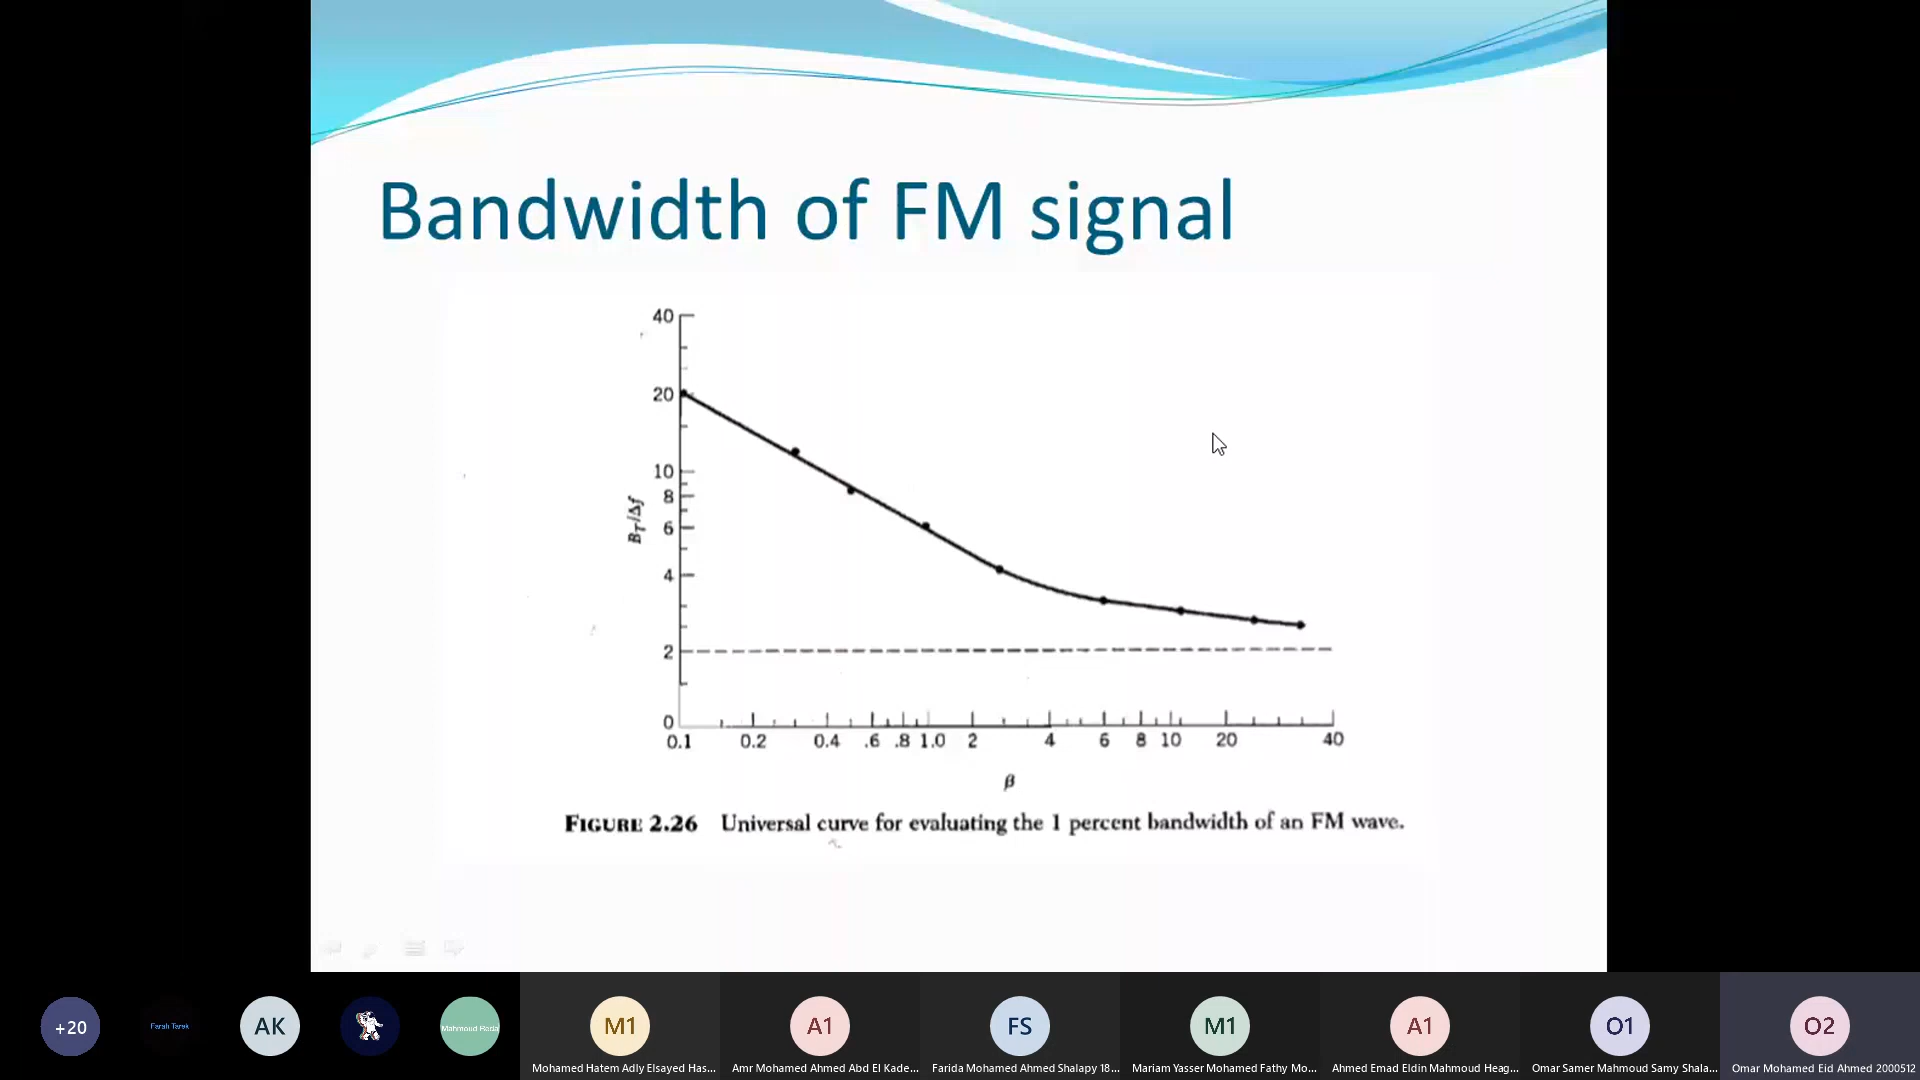 Bandwidth of FM signal
40
20
10
8
6
4
2
0
B_T/Δf
0.1 0.2 0.4 .6 .8 1.0 2 4 6 8 10 20 40
β
FIGURE 2.26 Universal curve for evaluating the 1 percent bandwidth of an FM wave.
+20
Farah Tarek
AK
Mahmoud Reda
M1
A1
FS
M1
A1
O1
O2
Mohamed Hatem Adly Elsayed Has...
Amr Mohamed Ahmed Abd El Kade...
Farida Mohamed Ahmed Shalapy 18...
Mariam Yasser Mohamed Fathy Mo...
Ahmed Emad Eldin Mahmoud Heag...
Omar Samer Mahmoud Samy Shala...
Omar Mohamed Eid Ahmed 2000512